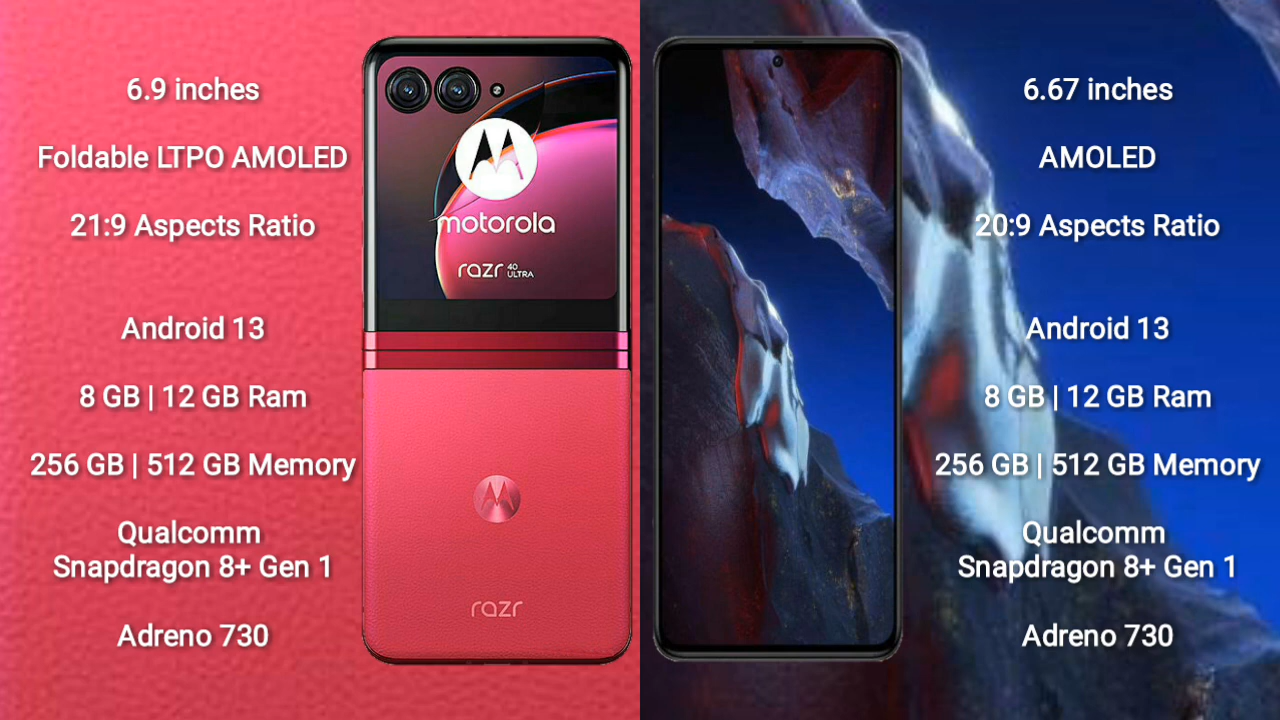 6.9 inches
Foldable LTPO AMOLED
21:9 Aspects Ratio
Android 13
8 GB | 12 GB Ram
256 GB | 512 GB Memory
Qualcomm
Snapdragon 8+ Gen 1
Adreno 730
motorola
razr 40 ULTRA
razr
6.67 inches
AMOLED
20:9 Aspects Ratio
Android 13
8 GB | 12 GB Ram
256 GB | 512 GB Memory
Qualcomm
Snapdragon 8+ Gen 1
Adreno 730